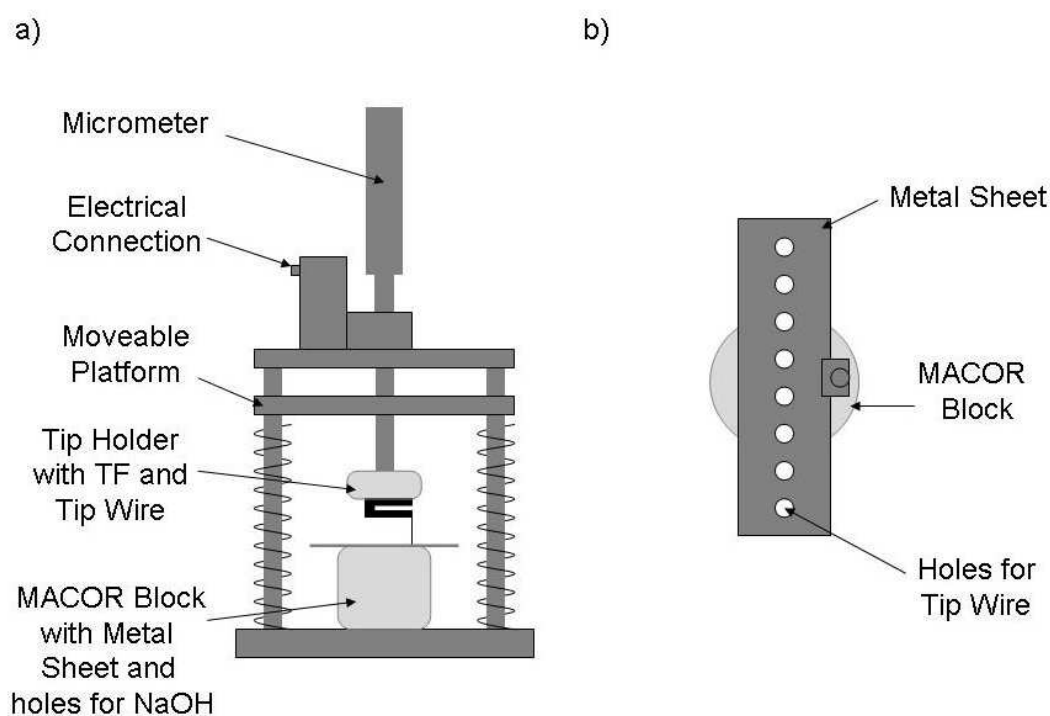 a)
Micrometer
Electrical
Connection
Moveable
Platform
Tip Holder
with TF and
Tip Wire
MACOR Block
with Metal
Sheet and
holes for NaOH
b)
Metal Sheet
MACOR
Block
Holes for
Tip Wire